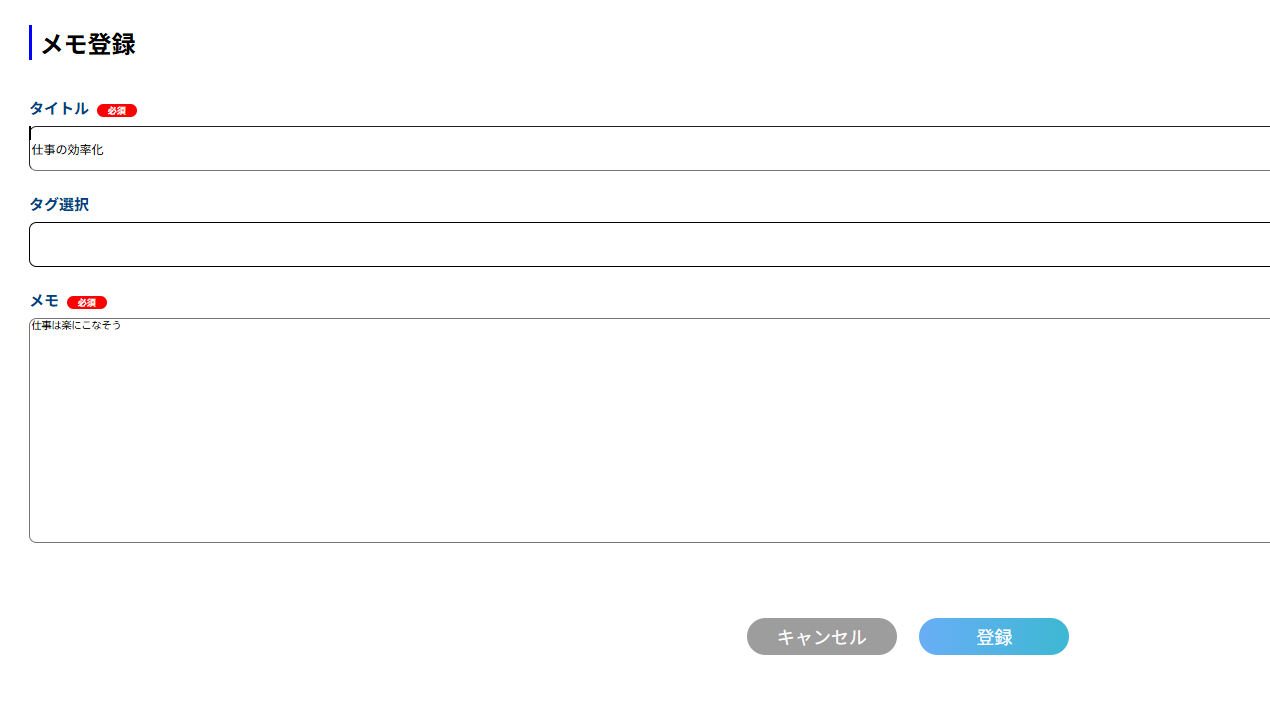 メモ登録
タイトル 必須
仕事の効率化
タグ選択
メモ 必須
仕事は楽にこなそう
キャンセル 登録